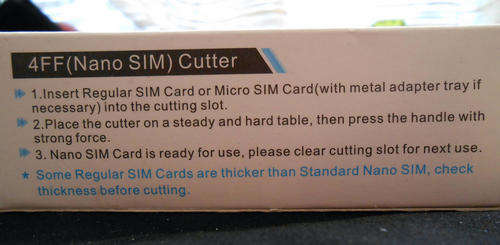 4FF(Nano SIM) Cutter
1.Insert Regular SIM Card or Micro SIM Card(with metal adapter tray if
necessary) into the cutting slot.
2.Place the cutter on a steady and hard table, then press the handle with
strong force.
3. Nano SIM Card is ready for use, please clear cutting slot for next use.
* Some Regular SIM Cards are thicker than Standard Nano SIM, check
thickness before cutting.